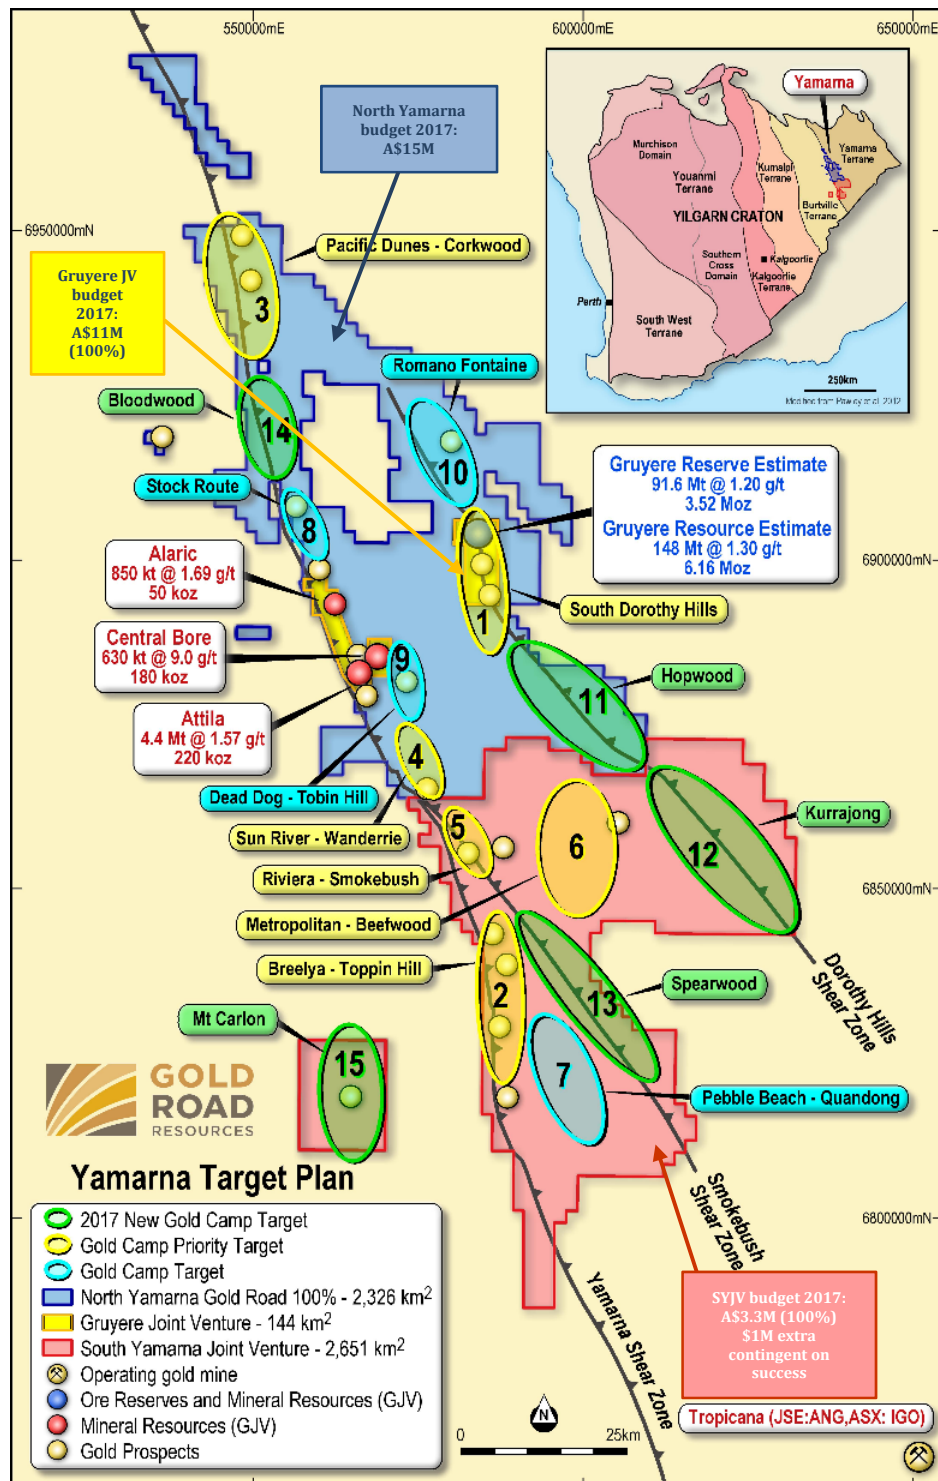 550000mE
600000mE
650000mE
North Yamarna
budget 2017:
A$15M
Yamarna
Murchison
Domain
Youanmi
Terrane
Kurnalpi
Terrane
Yamarna
Terrane
Burtville
Terrane
YILGARN CRATON
Southern
Cross
Domain
Kalgoorlie
Kalgoorlie
Terrane
Perth
South West
Terrane
250km
Modified from Pawley et al. 2012
6950000mN
Pacific Dunes - Corkwood
Gruyere JV
budget
2017:
A$11M
(100%)
3
Romano Fontaine
Bloodwood
14
10
Stock Route
8
Gruyere Reserve Estimate
91.6 Mt @ 1.20 g/t
3.52 Moz
Gruyere Resource Estimate
148 Mt @ 1.30 g/t
6.16 Moz
Alaric
850 kt @ 1.69 g/t
50 koz
6900000mN
South Dorothy Hills
1
Central Bore
630 kt @ 9.0 g/t
180 koz
9
Hopwood
11
Attila
4.4 Mt @ 1.57 g/t
220 koz
4
Dead Dog - Tobin Hill
Sun River - Wanderrie
5
6
12
Kurrajong
Riviera - Smokebush
6850000mN
Metropolitan - Beefwood
Breelya - Toppin Hill
2
13
Spearwood
Dorothy Hills
Shear Zone
Mt Carlon
15
7
Pebble Beach - Quandong
GOLD
ROAD
RESOURCES
Smokebush
Shear Zone
6800000mN
Yamarna Shear Zone
Yamarna Target Plan
2017 New Gold Camp Target
Gold Camp Priority Target
Gold Camp Target
North Yamarna Gold Road 100% - 2,326 km²
Gruyere Joint Venture - 144 km²
South Yamarna Joint Venture - 2,651 km²
Operating gold mine
Ore Reserves and Mineral Resources (GJV)
Mineral Resources (GJV)
Gold Prospects
SYJV budget 2017:
A$3.3M (100%)
$1M extra
contingent on
success
Tropicana (JSE:ANG,ASX: IGO)
N
0
25km